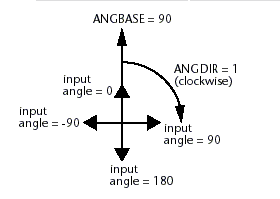 ANGBASE = 90
ANGDIR = 1
(clockwise)
input
angle = 0
input
angle = -90
input
angle = 90
input
angle = 180